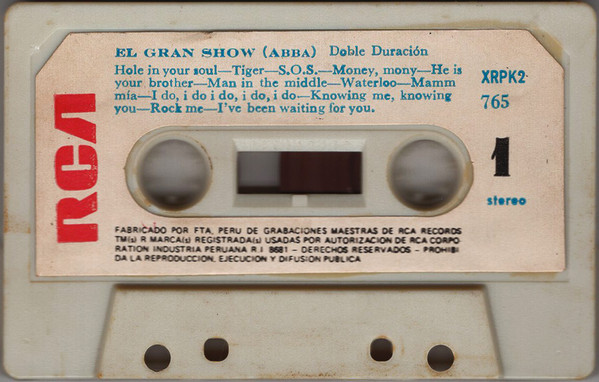 EL GRAN SHOW (ABBA) Doble Duración
Hole in your soul—Tiger—S.O.S.—Money, mony—He is
your brother—Man in the middle—Waterloo—Mamm
mía—I do, i do i do, i do, i do—Knowing me, knowing
you—Rock me—I've been waiting for you.
XRPK2
765
RCA
1
stereo
FABRICADO POR FTA, PERU DE GRABACIONES MAESTRAS DE RCA RECORDS
TM(s) R MARCA(s) REGISTRADA(s) USADAS POR AUTORIZACION DE RCA CORPO-
RATION INDUSTRIA PERUANA R.I 8681 - DERECHOS RESERVADOS - PROHIBI
DA LA REPRODUCCION, EJECUCION Y DIFUSION PUBLICA